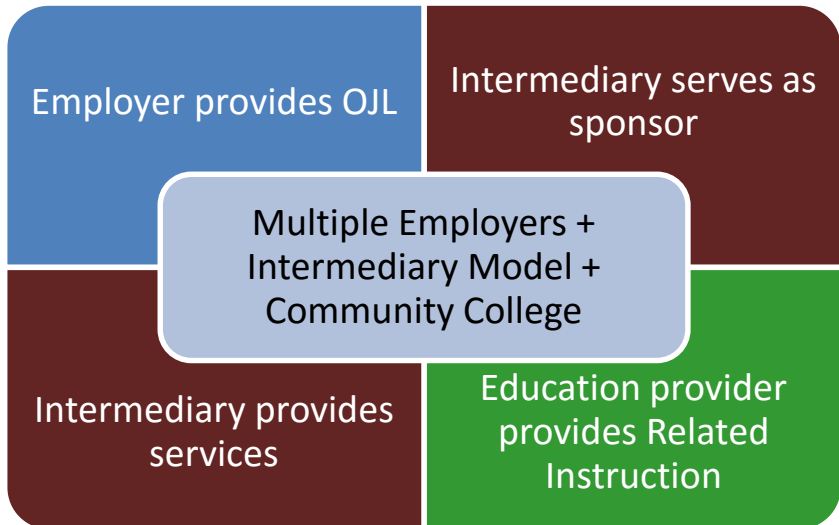 Employer provides OJL
Intermediary serves as
sponsor
Multiple Employers +
Intermediary Model +
Community College
Intermediary provides
services
Education provider
provides Related
Instruction